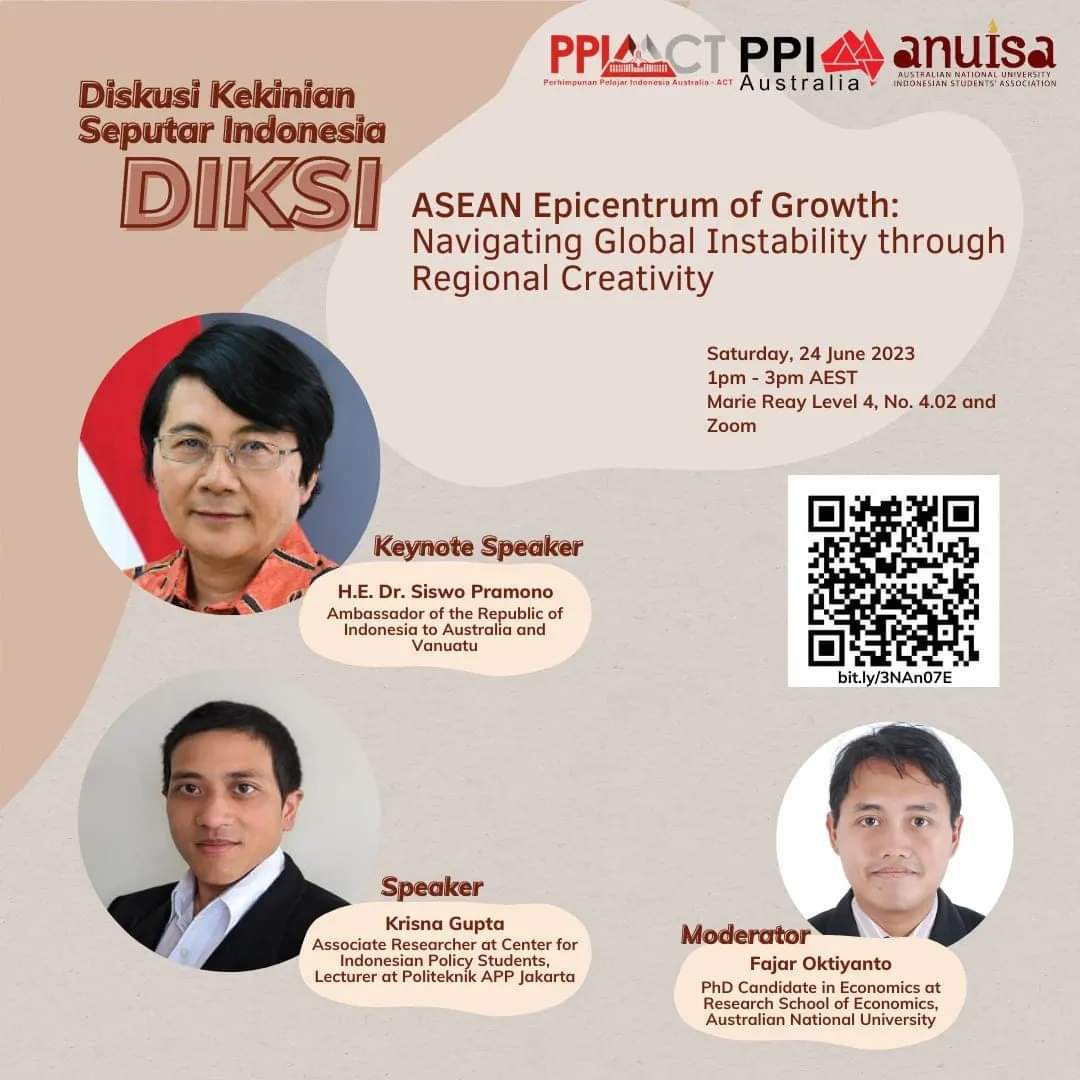 PPIA ACT
Perhimpunan Pelajar Indonesia Australia - ACT
PPI
Australia
anuisa
AUSTRALIAN NATIONAL UNIVERSITY
INDONESIAN STUDENTS' ASSOCIATION
Diskusi Kekinian
Seputar Indonesia
DIKSI
ASEAN Epicentrum of Growth:
Navigating Global Instability through
Regional Creativity
Saturday, 24 June 2023
1pm - 3pm AEST
Marie Reay Level 4, No. 4.02 and
Zoom
Keynote Speaker
H.E. Dr. Siswo Pramono
Ambassador of the Republic of
Indonesia to Australia and
Vanuatu
bit.ly/3NAn07E
Speaker
Krisna Gupta
Associate Researcher at Center for
Indonesian Policy Students,
Lecturer at Politeknik APP Jakarta
Moderator
Fajar Oktiyanto
PhD Candidate in Economics at
Research School of Economics,
Australian National University